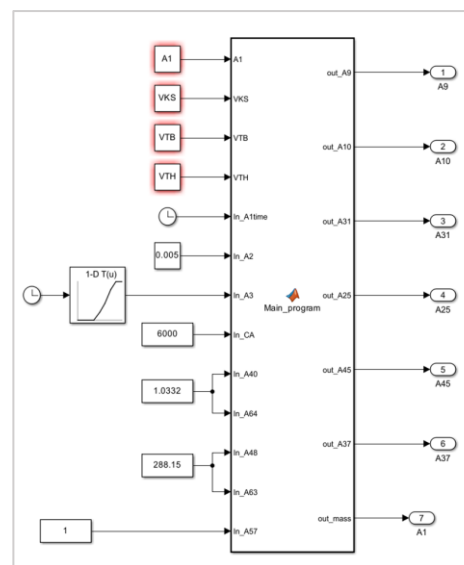 A1
A1
out_A9
1
A9
VKS
VKS
VTB
VTB
out_A10
2
A10
VTH
VTH
In_A1time
out_A31
3
A31
0.005
In_A2
1-D T(u)
In_A3
Main_program
out_A25
4
A25
6000
In_CA
1.0332
In_A40
In_A64
out_A45
5
A45
288.15
In_A48
In_A63
out_A37
6
A37
1
In_A57
out_mass
7
A1